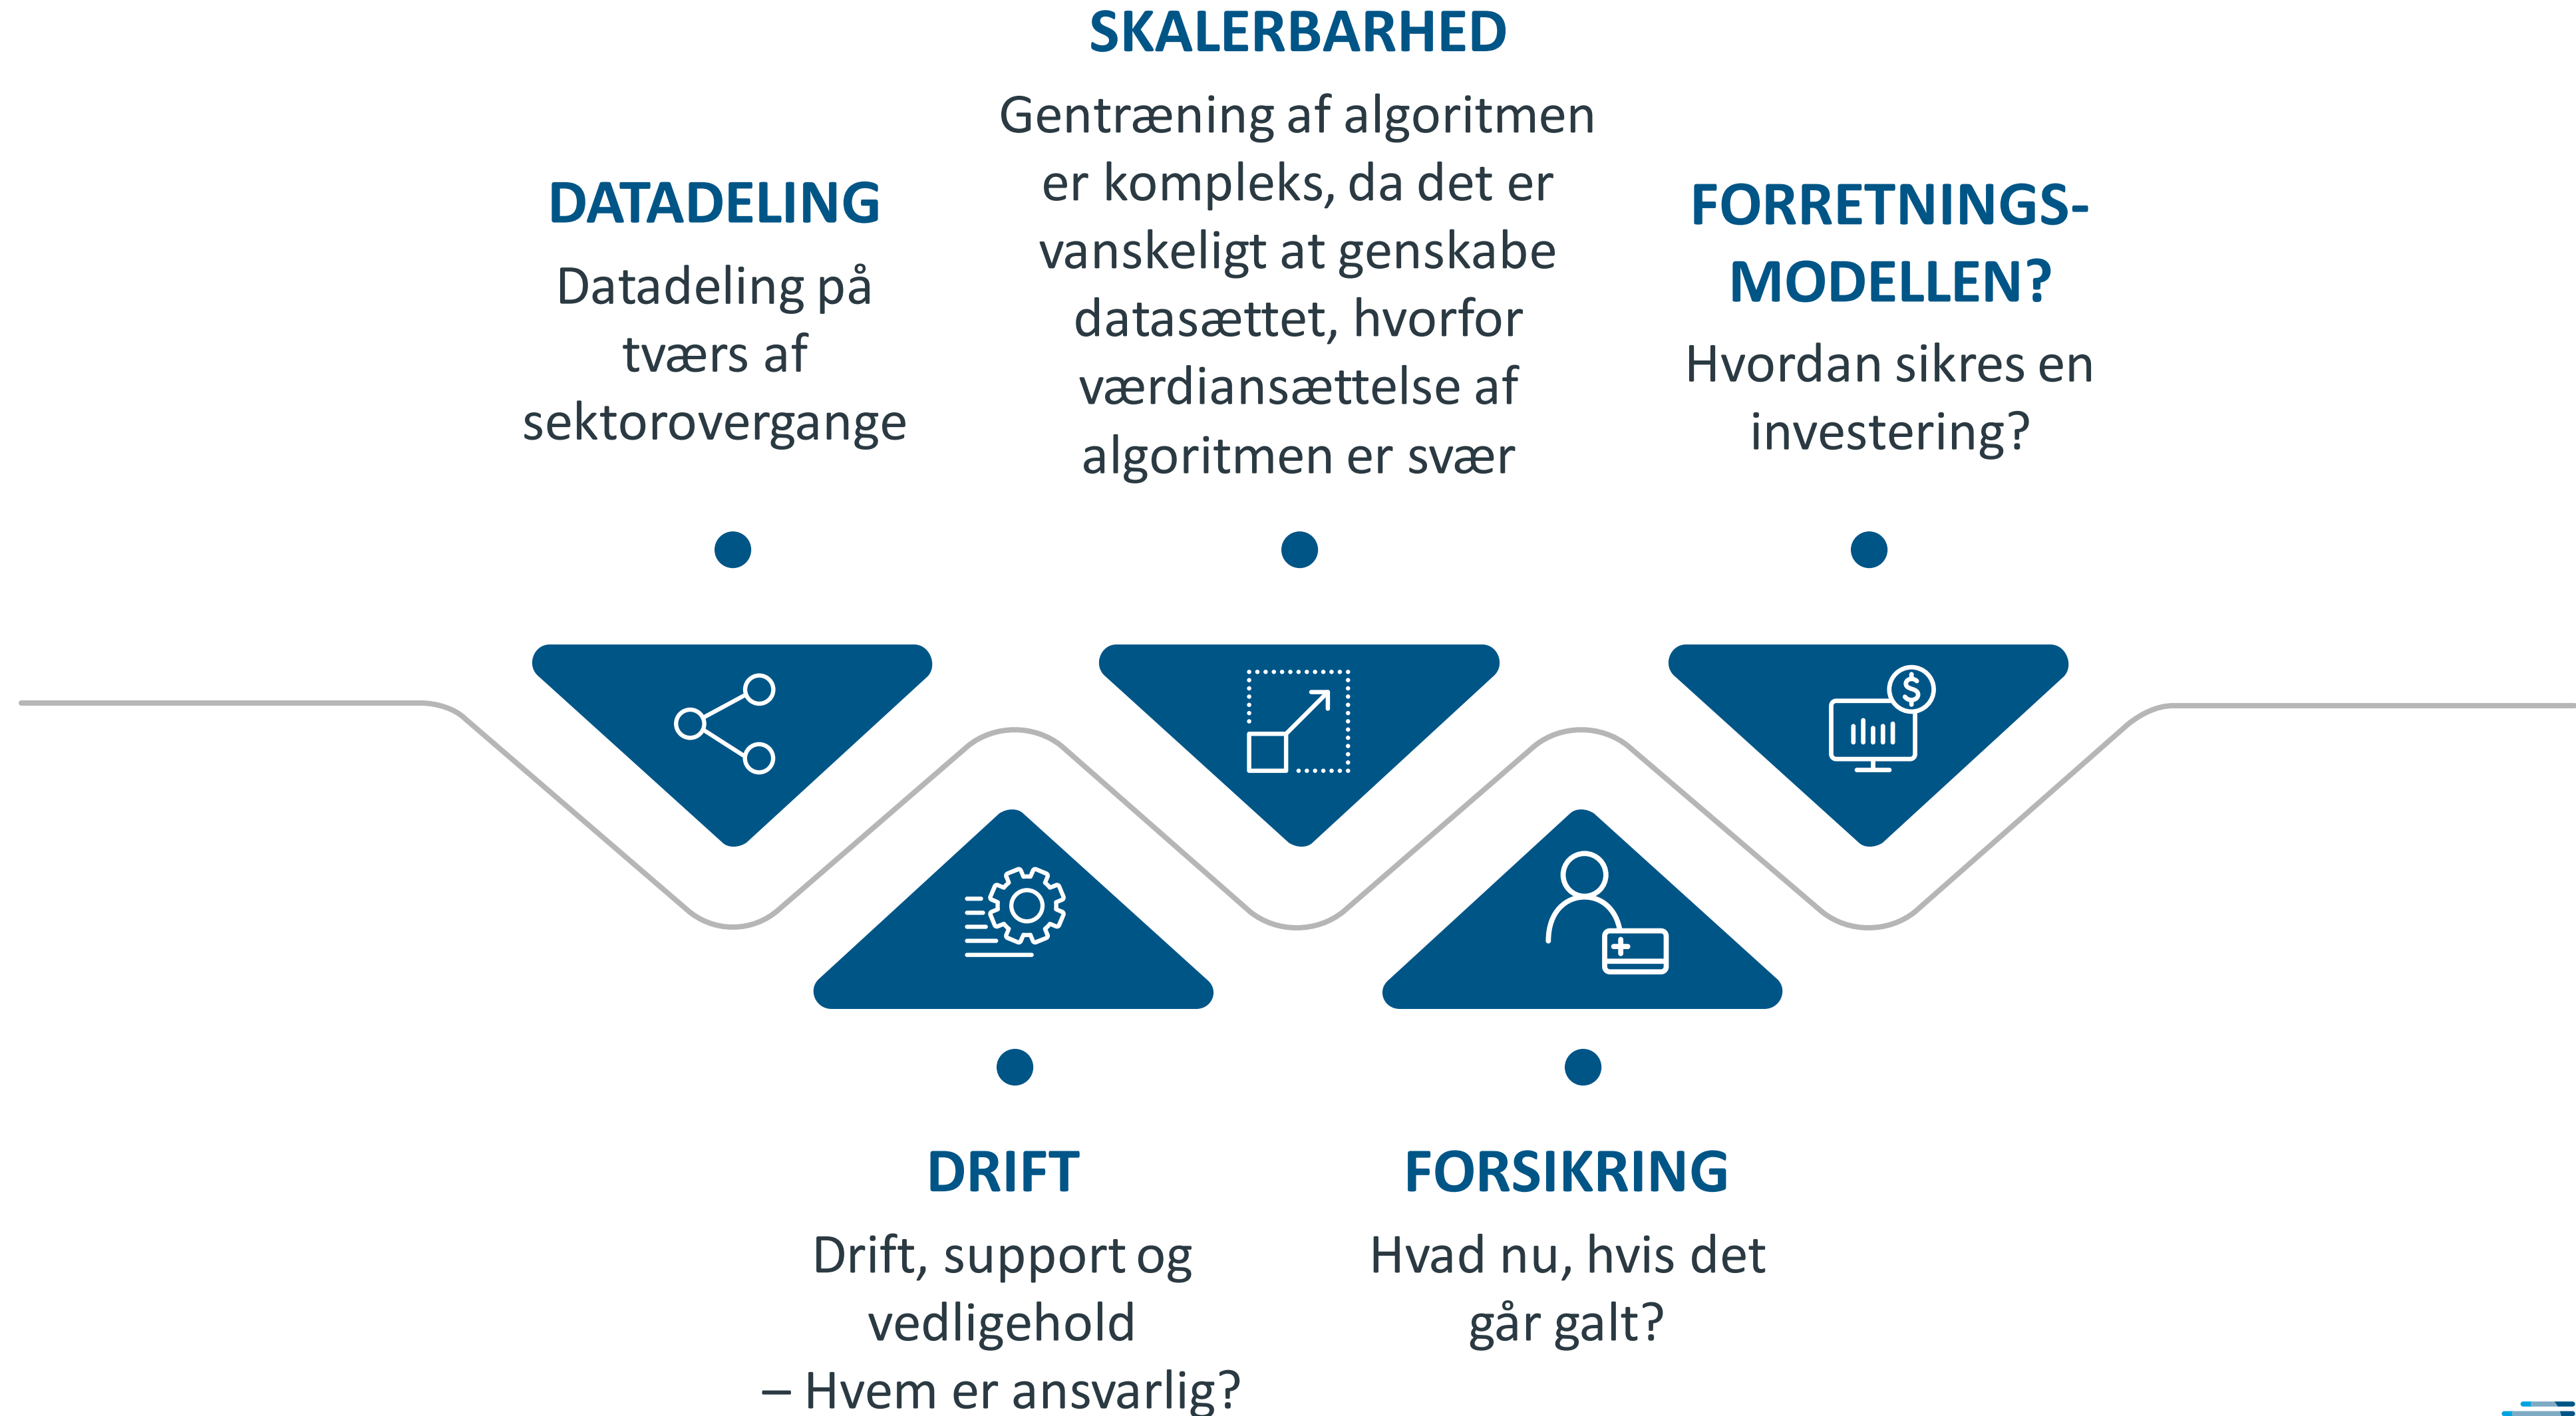 DATADELING
Datadeling på
tværs af
sektorovergange
DRIFT
Drift, support og
vedligehold
– Hvem er ansvarlig?
SKALERBARHED
Gentræning af algoritmen
er kompleks, da det er
vanskeligt at genskabe
datasættet, hvorfor
værdiansættelse af
algoritmen er svær
FORSIKRING
Hvad nu, hvis det
går galt?
FORRETNINGS-
MODELLEN?
Hvordan sikres en
investering?